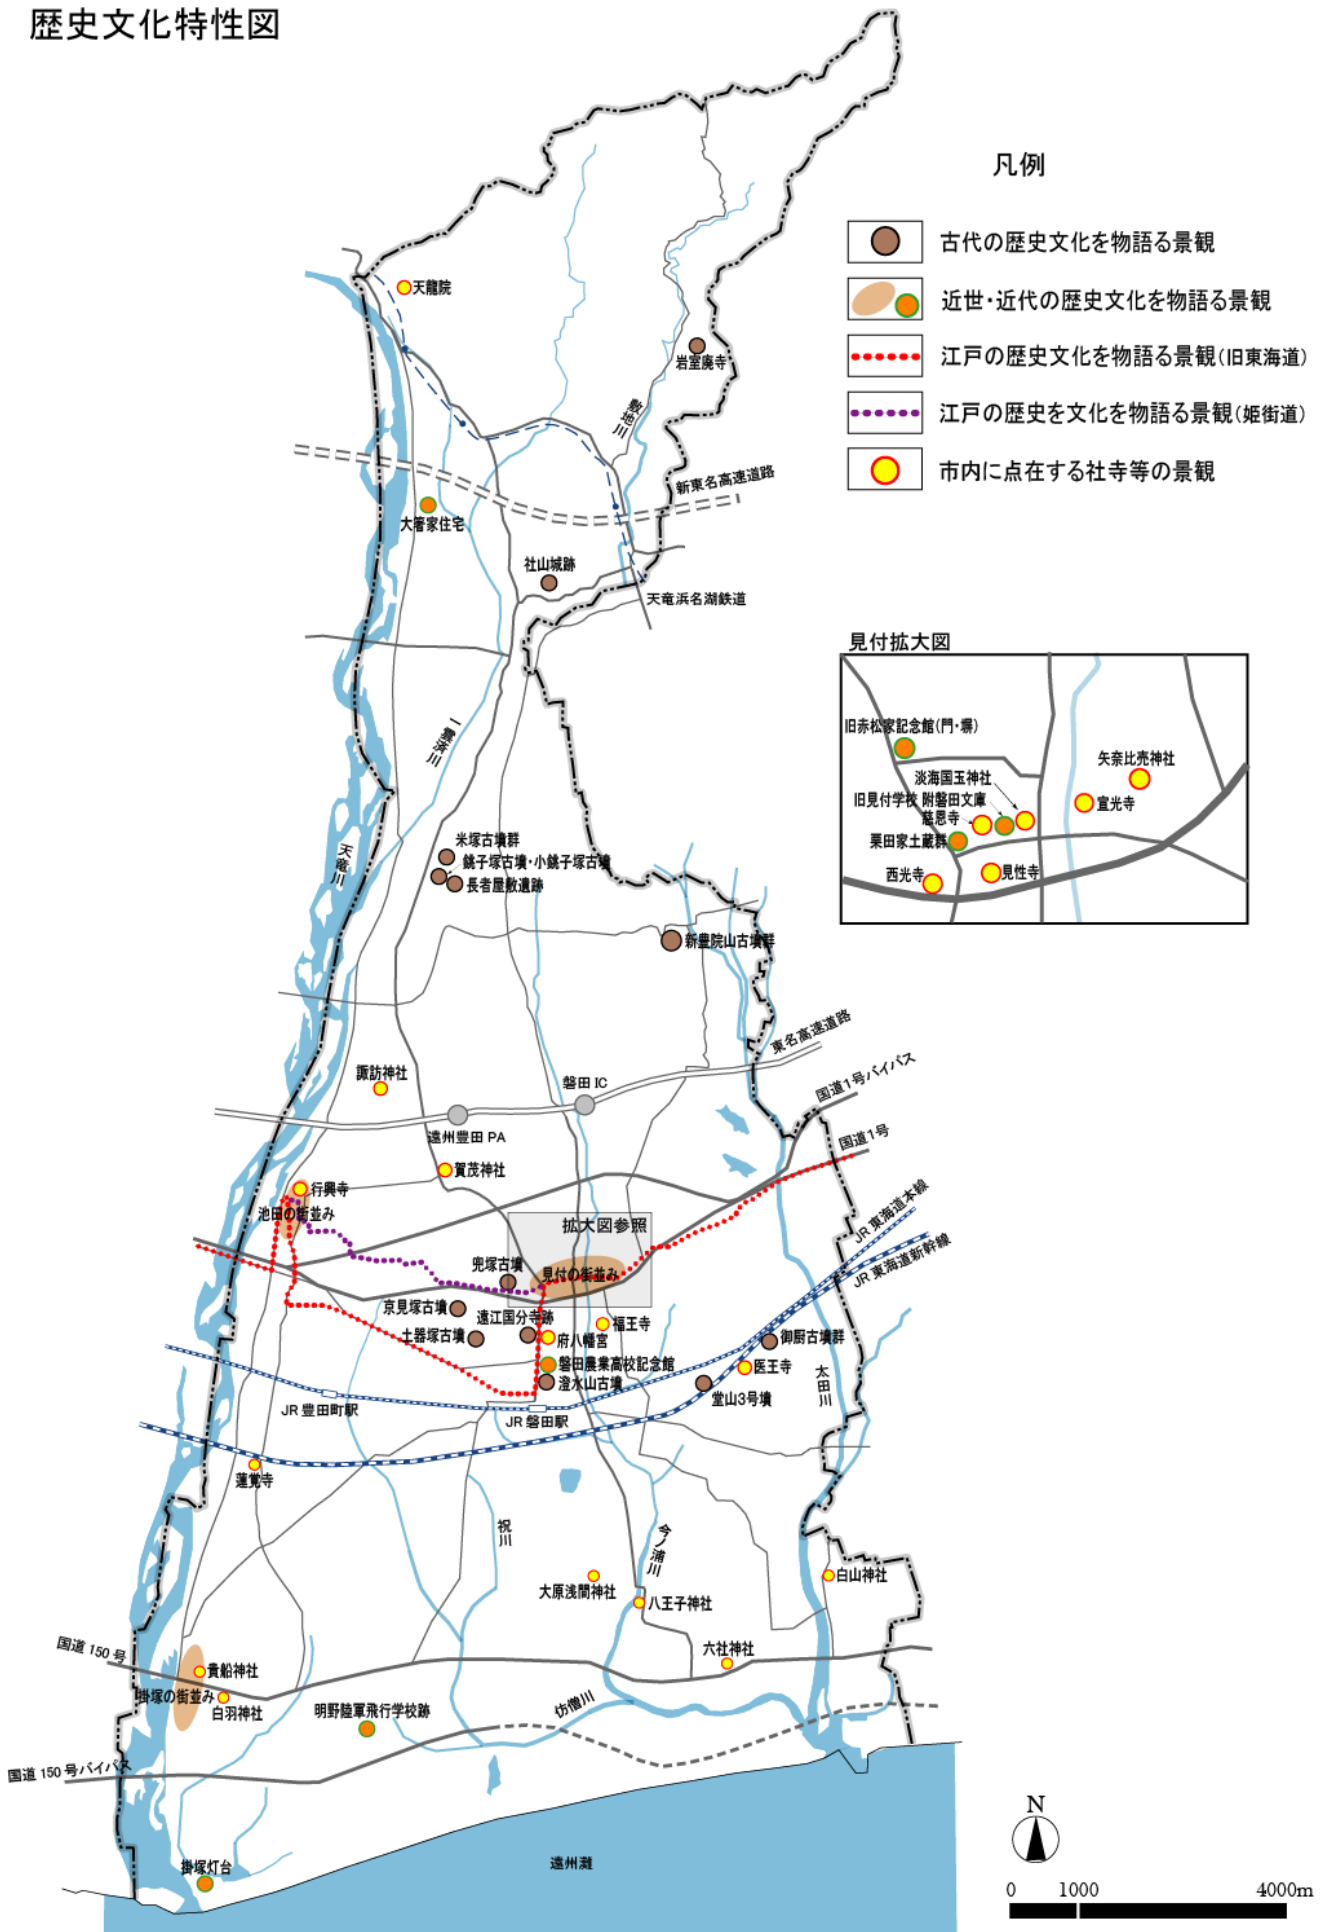 歴史文化特性図
凡例
古代の歴史文化を物語る景観
近世・近代の歴史文化を物語る景観
江戸の歴史文化を物語る景観(旧東海道)
江戸の歴史を文化を物語る景観(姫街道)
市内に点在する社寺等の景観
天龍院
岩室廃寺
敷地川
新東名高速道路
大箸家住宅
社山城跡
天竜浜名湖鉄道
一雲済川
天竜川
米塚古墳群
銚子塚古墳・小銚子塚古墳
長者屋敷遺跡
新豊院山古墳群
見付拡大図
旧赤松家記念館(門・塀)
矢奈比売神社
淡海国玉神社
旧見付学校 附磐田文庫
宣光寺
慈恩寺
栗田家土蔵群
西光寺
見性寺
東名高速道路
諏訪神社
磐田 IC
国道1号バイパス
遠州豊田 PA
国道1号
賀茂神社
行興寺
池田の街並み
拡大図参照
JR 東海道本線
JR 東海道新幹線
兜塚古墳
見付の街並み
京見塚古墳
遠江国分寺跡
福王寺
土器塚古墳
府八幡宮
御厨古墳群
磐田農業高校記念館
医王寺
澄水山古墳
堂山3号墳
太田川
JR 豊田町駅
JR 磐田駅
蓮覚寺
祝川
今ノ浦川
大原浅間神社
白山神社
八王子神社
国道 150 号
六社神社
貴船神社
掛塚の街並み
白羽神社
明野陸軍飛行学校跡
仿僧川
国道 150 号バイパス
掛塚灯台
遠州灘
N
0 1000 4000m